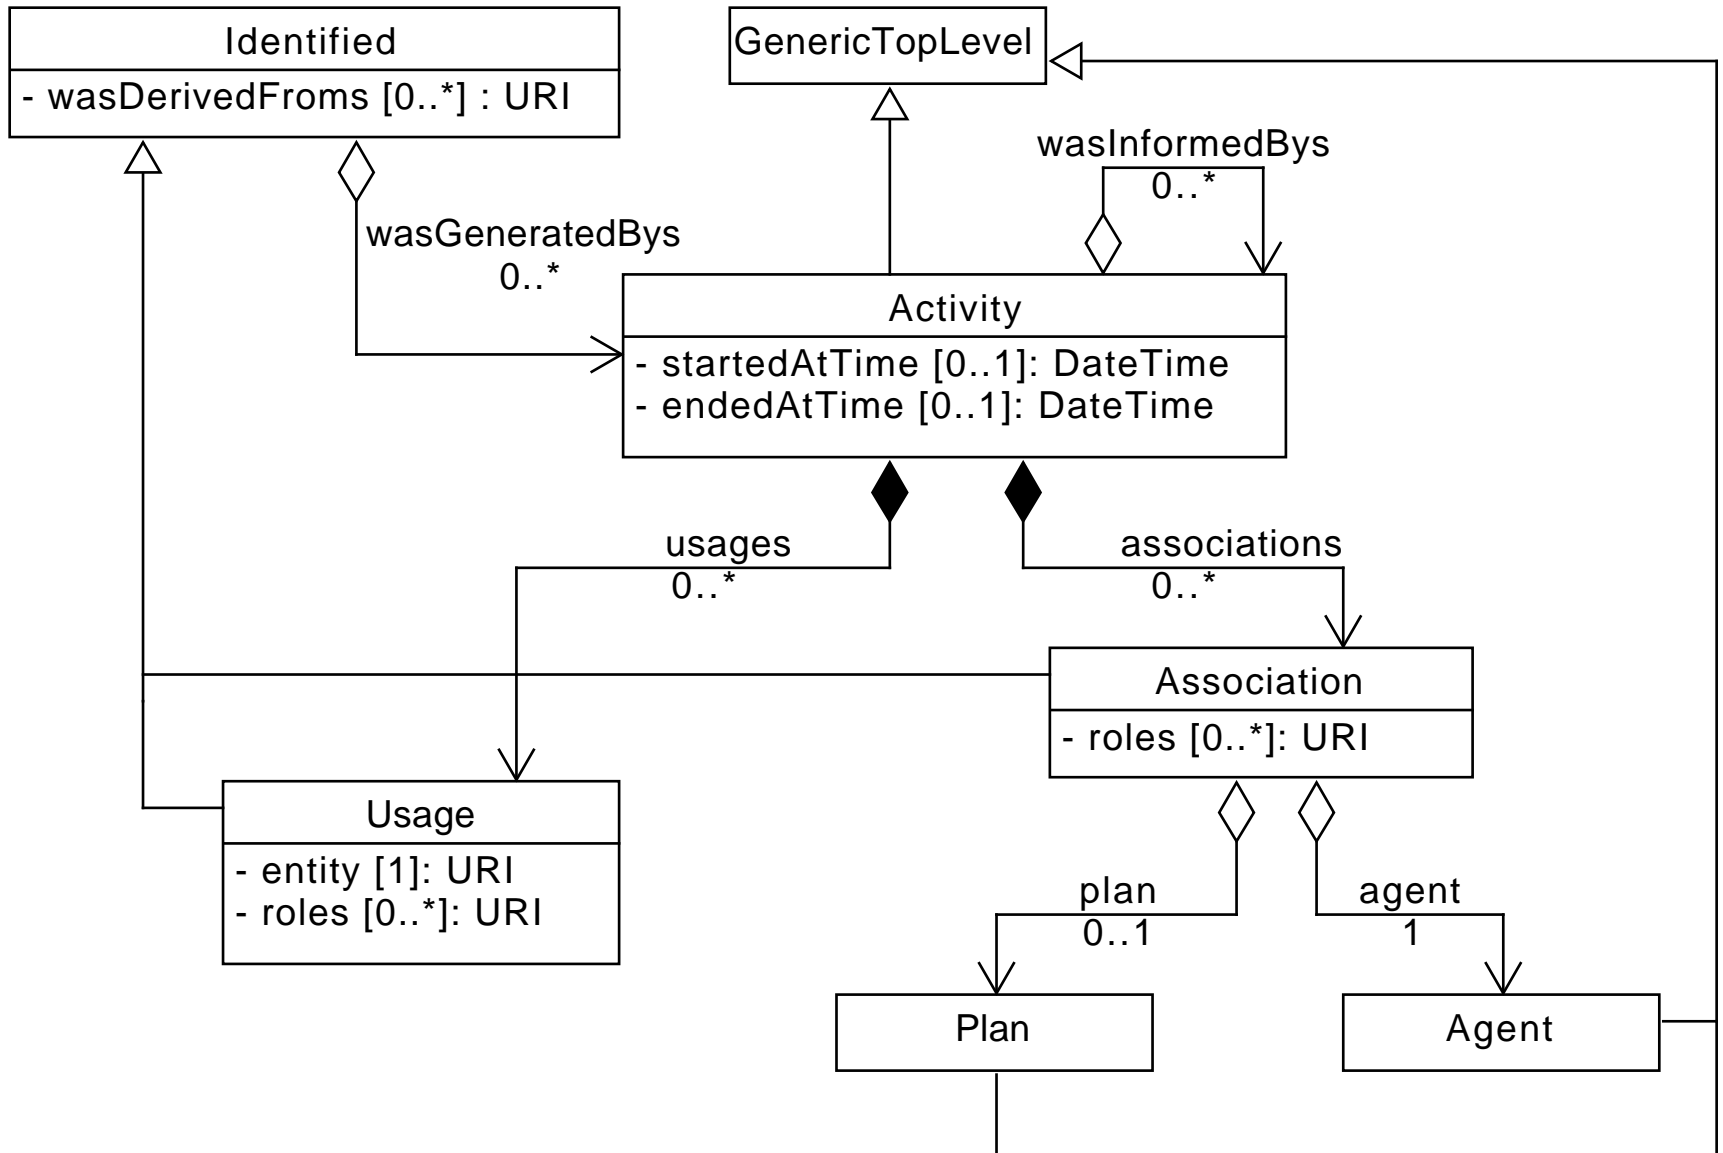 Identified
- wasDerivedFroms [0..*] : URI
GenericTopLevel
wasInformedBys
0..*
wasGeneratedBys
0..*
Activity
- startedAtTime [0..1]: DateTime
- endedAtTime [0..1]: DateTime
usages
0..*
associations
0..*
Association
- roles [0..*]: URI
Usage
- entity [1]: URI
- roles [0..*]: URI
plan
0..1
agent
1
Plan
Agent